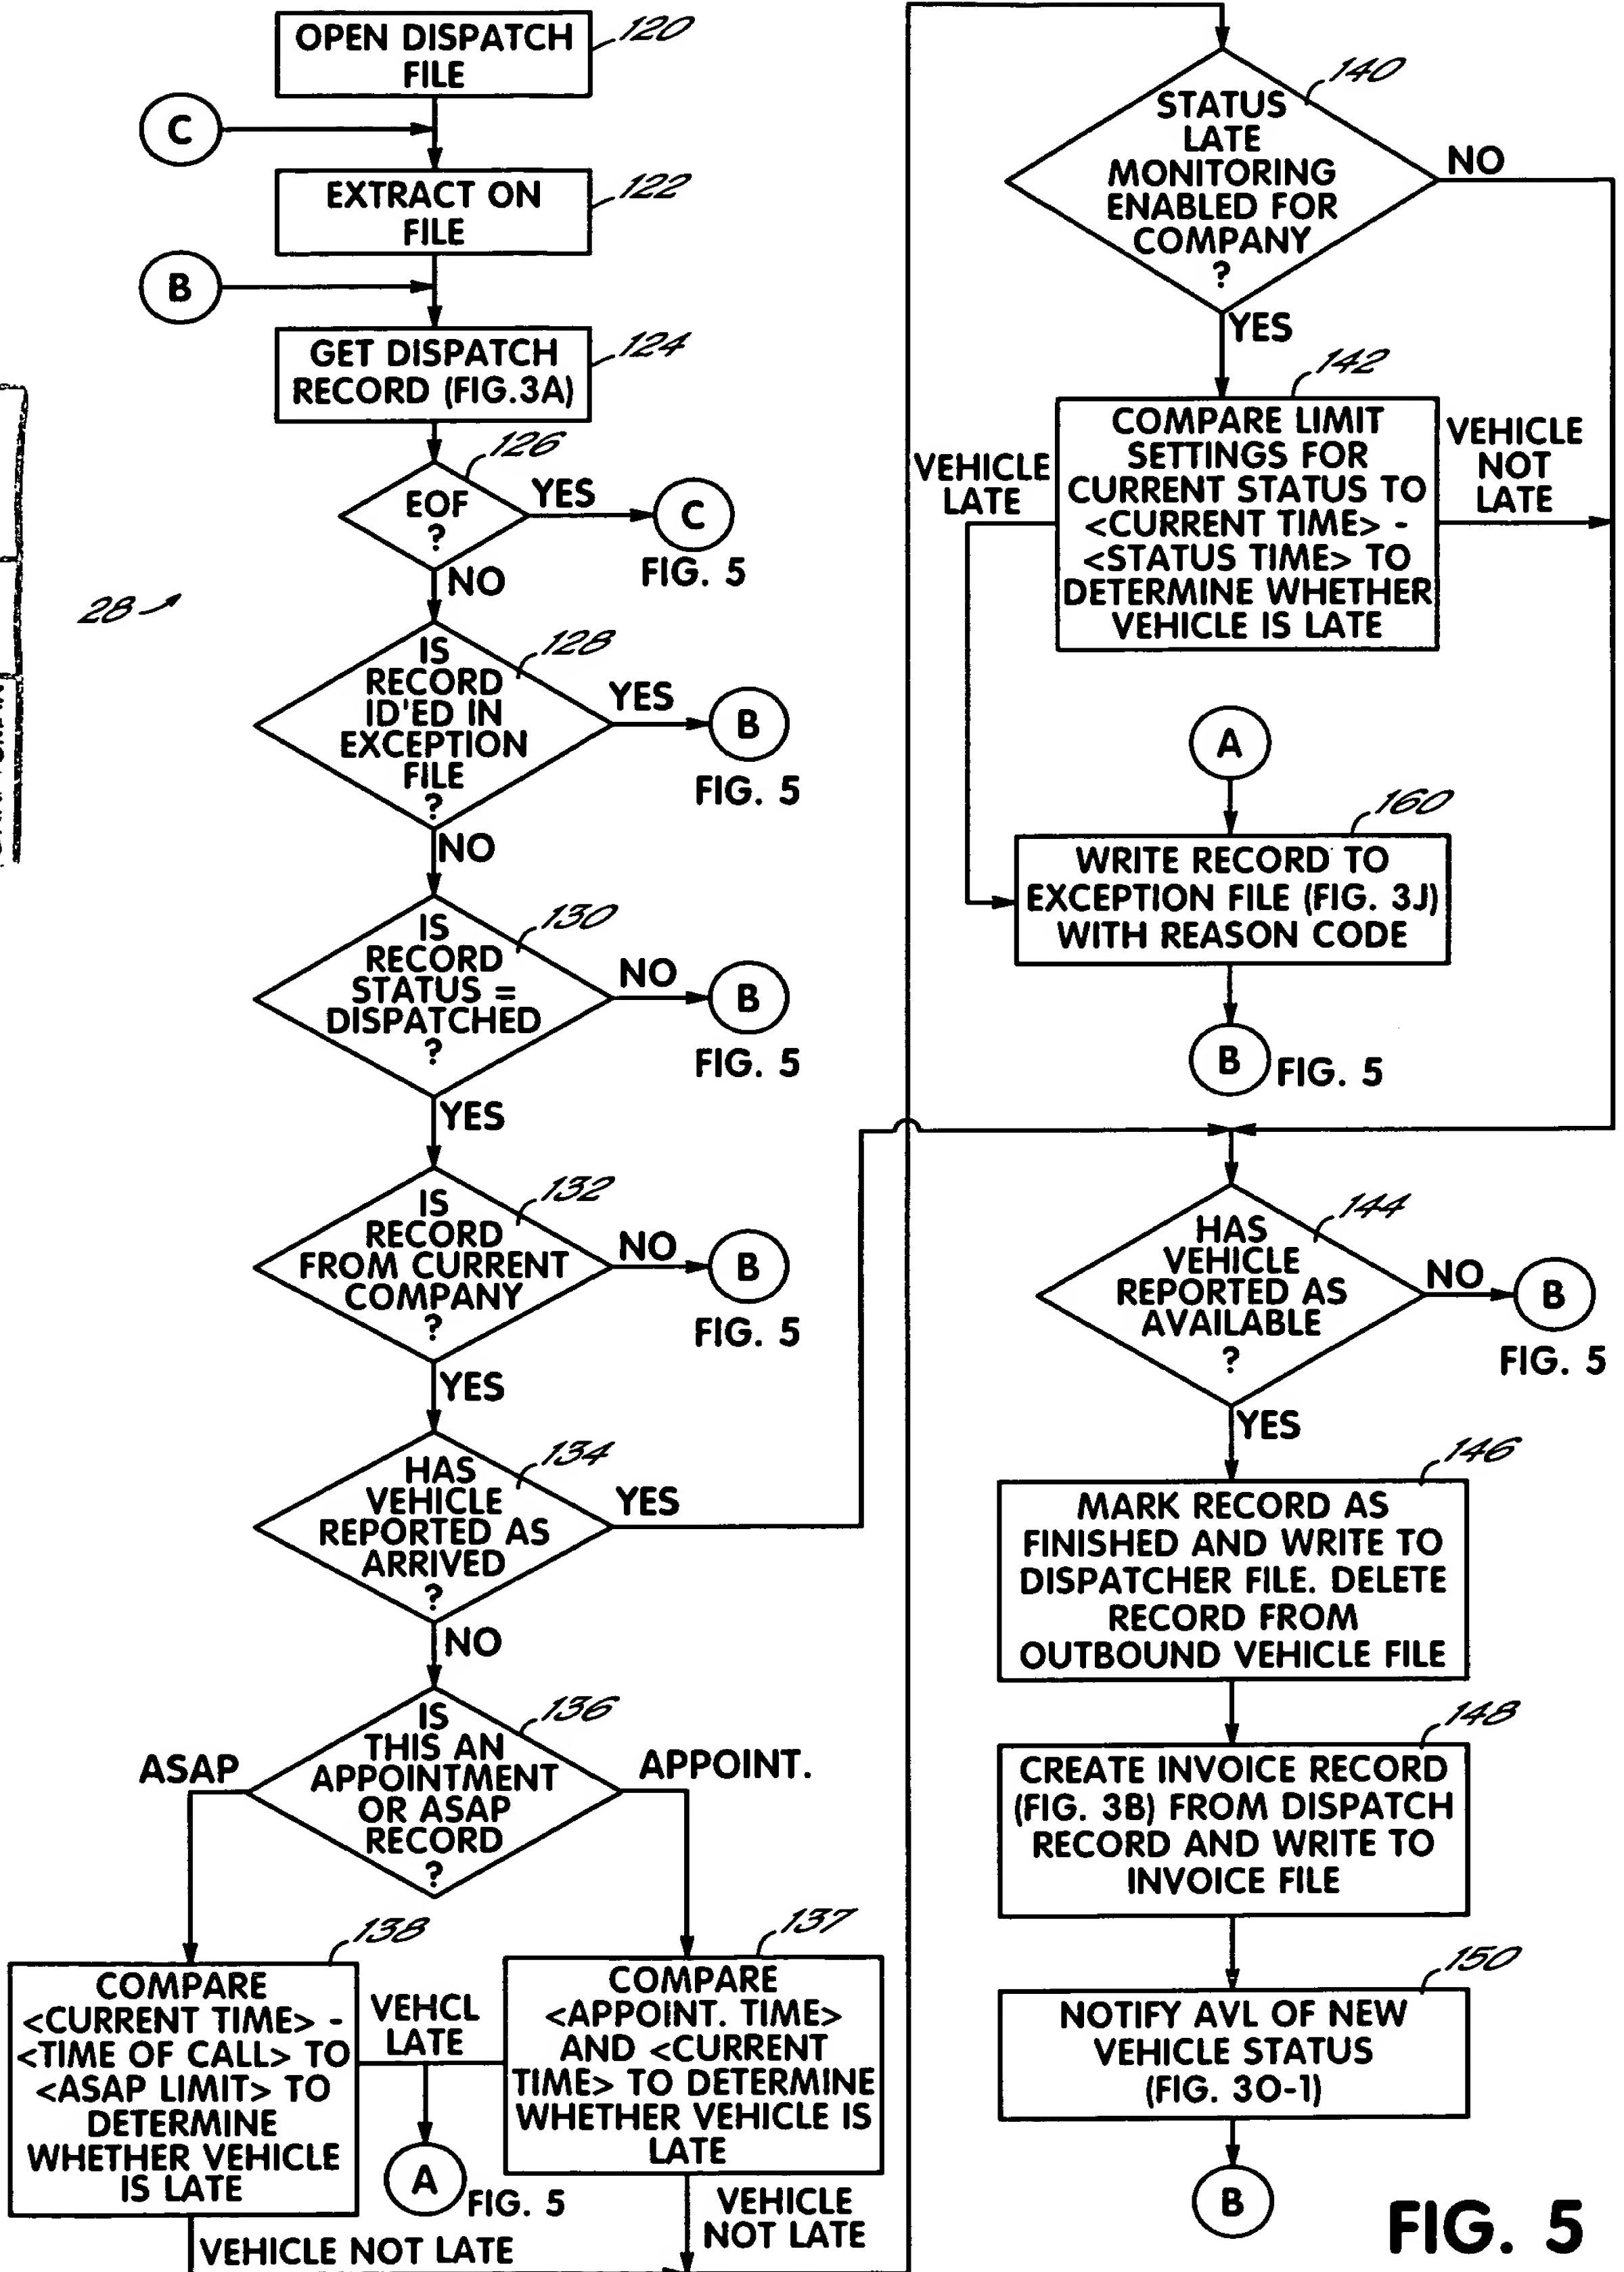 OPEN DISPATCH
FILE
120
C
EXTRACT ON
FILE
122
B
GET DISPATCH
RECORD (FIG.3A)
124
126
EOF
?
YES
C
FIG. 5
NO
28
128
IS
RECORD
ID'ED IN
EXCEPTION
FILE
?
YES
B
FIG. 5
NO
130
IS
RECORD
STATUS =
DISPATCHED
?
NO
B
FIG. 5
YES
132
IS
RECORD
FROM CURRENT
COMPANY
?
NO
B
FIG. 5
YES
134
HAS
VEHICLE
REPORTED AS
ARRIVED
?
YES
NO
136
IS
THIS AN
APPOINTMENT
OR ASAP
RECORD
?
ASAP
APPOINT.
138
COMPARE
<CURRENT TIME> -
<TIME OF CALL> TO
<ASAP LIMIT> TO
DETERMINE
WHETHER VEHICLE
IS LATE
VEHCL
LATE
A
FIG. 5
137
COMPARE
<APPOINT. TIME>
AND <CURRENT
TIME> TO DETERMINE
WHETHER VEHICLE IS
LATE
VEHICLE NOT LATE
VEHICLE
NOT LATE
140
STATUS
LATE
MONITORING
ENABLED FOR
COMPANY
?
NO
YES
142
COMPARE LIMIT
SETTINGS FOR
CURRENT STATUS TO
<CURRENT TIME> -
<STATUS TIME> TO
DETERMINE WHETHER
VEHICLE IS LATE
VEHICLE
LATE
VEHICLE
NOT
LATE
A
160
WRITE RECORD TO
EXCEPTION FILE (FIG. 3J)
WITH REASON CODE
B
FIG. 5
144
HAS
VEHICLE
REPORTED AS
AVAILABLE
?
NO
B
FIG. 5
YES
146
MARK RECORD AS
FINISHED AND WRITE TO
DISPATCHER FILE. DELETE
RECORD FROM
OUTBOUND VEHICLE FILE
148
CREATE INVOICE RECORD
(FIG. 3B) FROM DISPATCH
RECORD AND WRITE TO
INVOICE FILE
150
NOTIFY AVL OF NEW
VEHICLE STATUS
(FIG. 3O-1)
B
FIG. 5